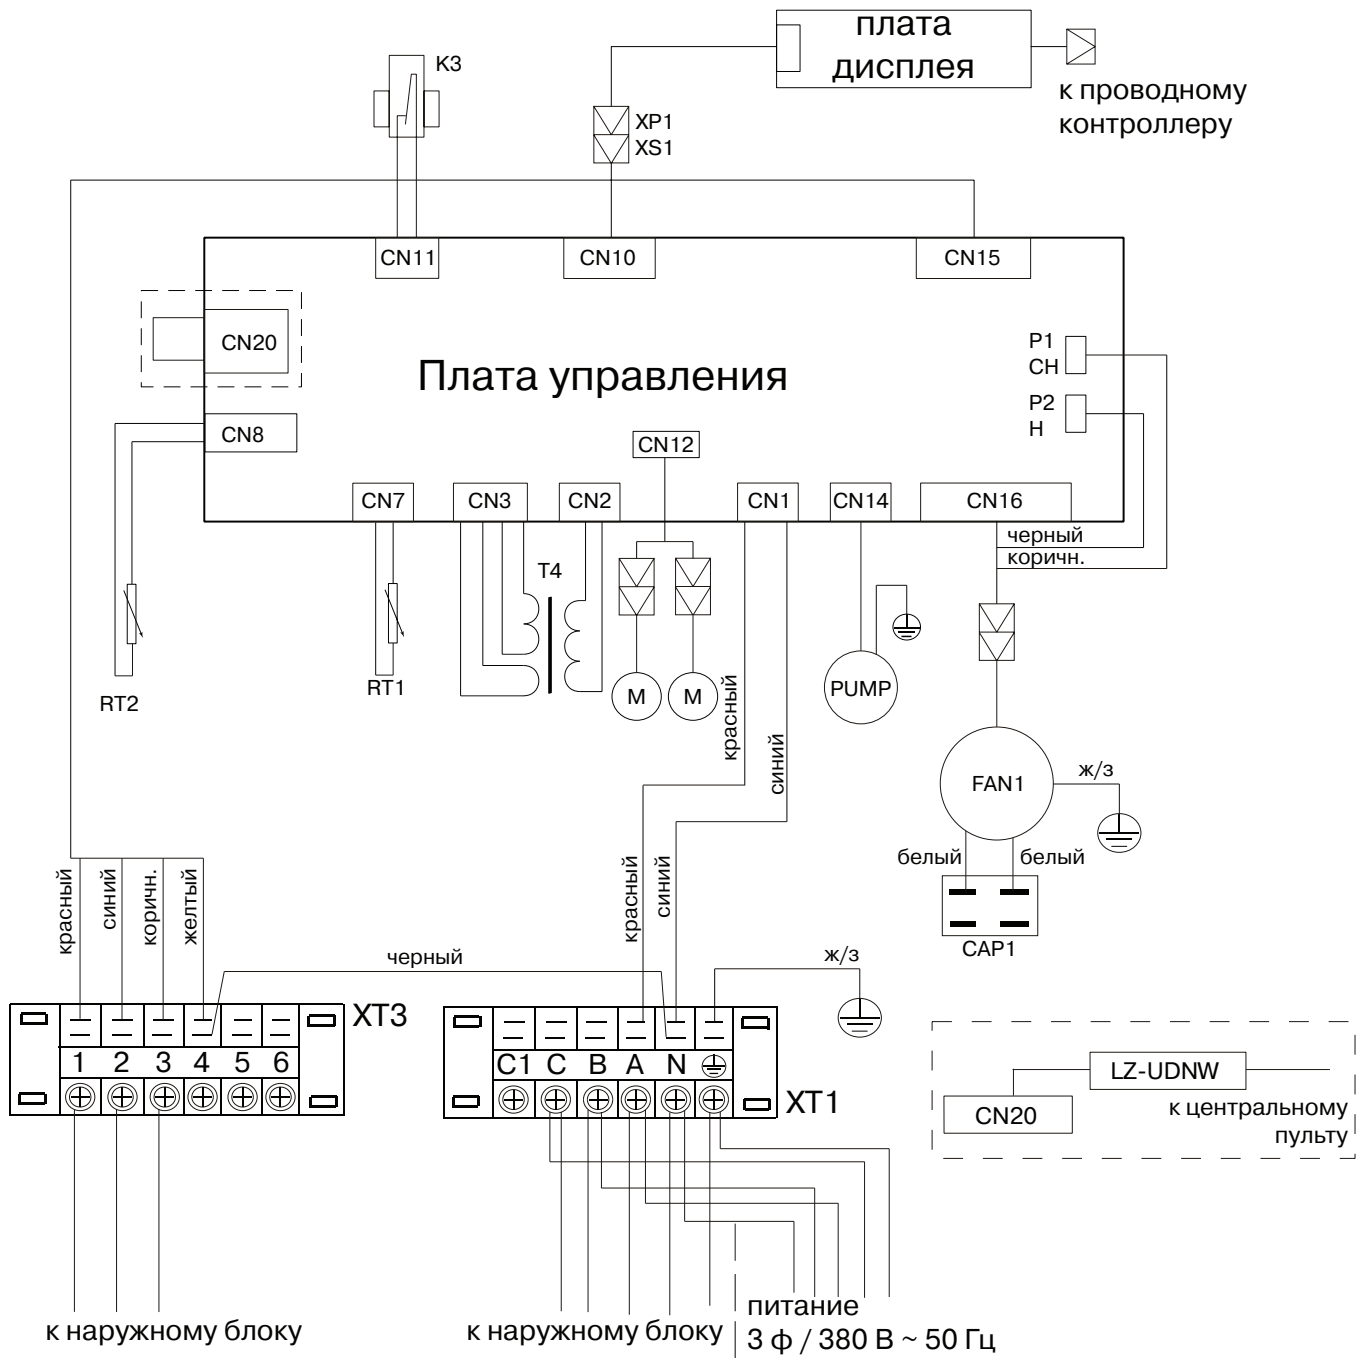 плата
дисплея
к проводному
контроллеру
K3
XP1
XS1
CN11
CN10
CN15
CN20
P1
CH
Плата управления
P2
H
CN8
CN12
CN7
CN3
CN2
CN1
CN14
CN16
черный
коричн.
T4
RT2
RT1
M
M
PUMP
красный
синий
FAN1
ж/з
белый
белый
CAP1
красный
синий
коричн.
желтый
красный
синий
черный
ж/з
XT3
1 2 3 4 5 6
C1 C B A N
XT1
LZ-UDNW
CN20
к центральному
пульту
к наружному блоку
к наружному блоку
питание
3 ф / 380 В ~ 50 Гц